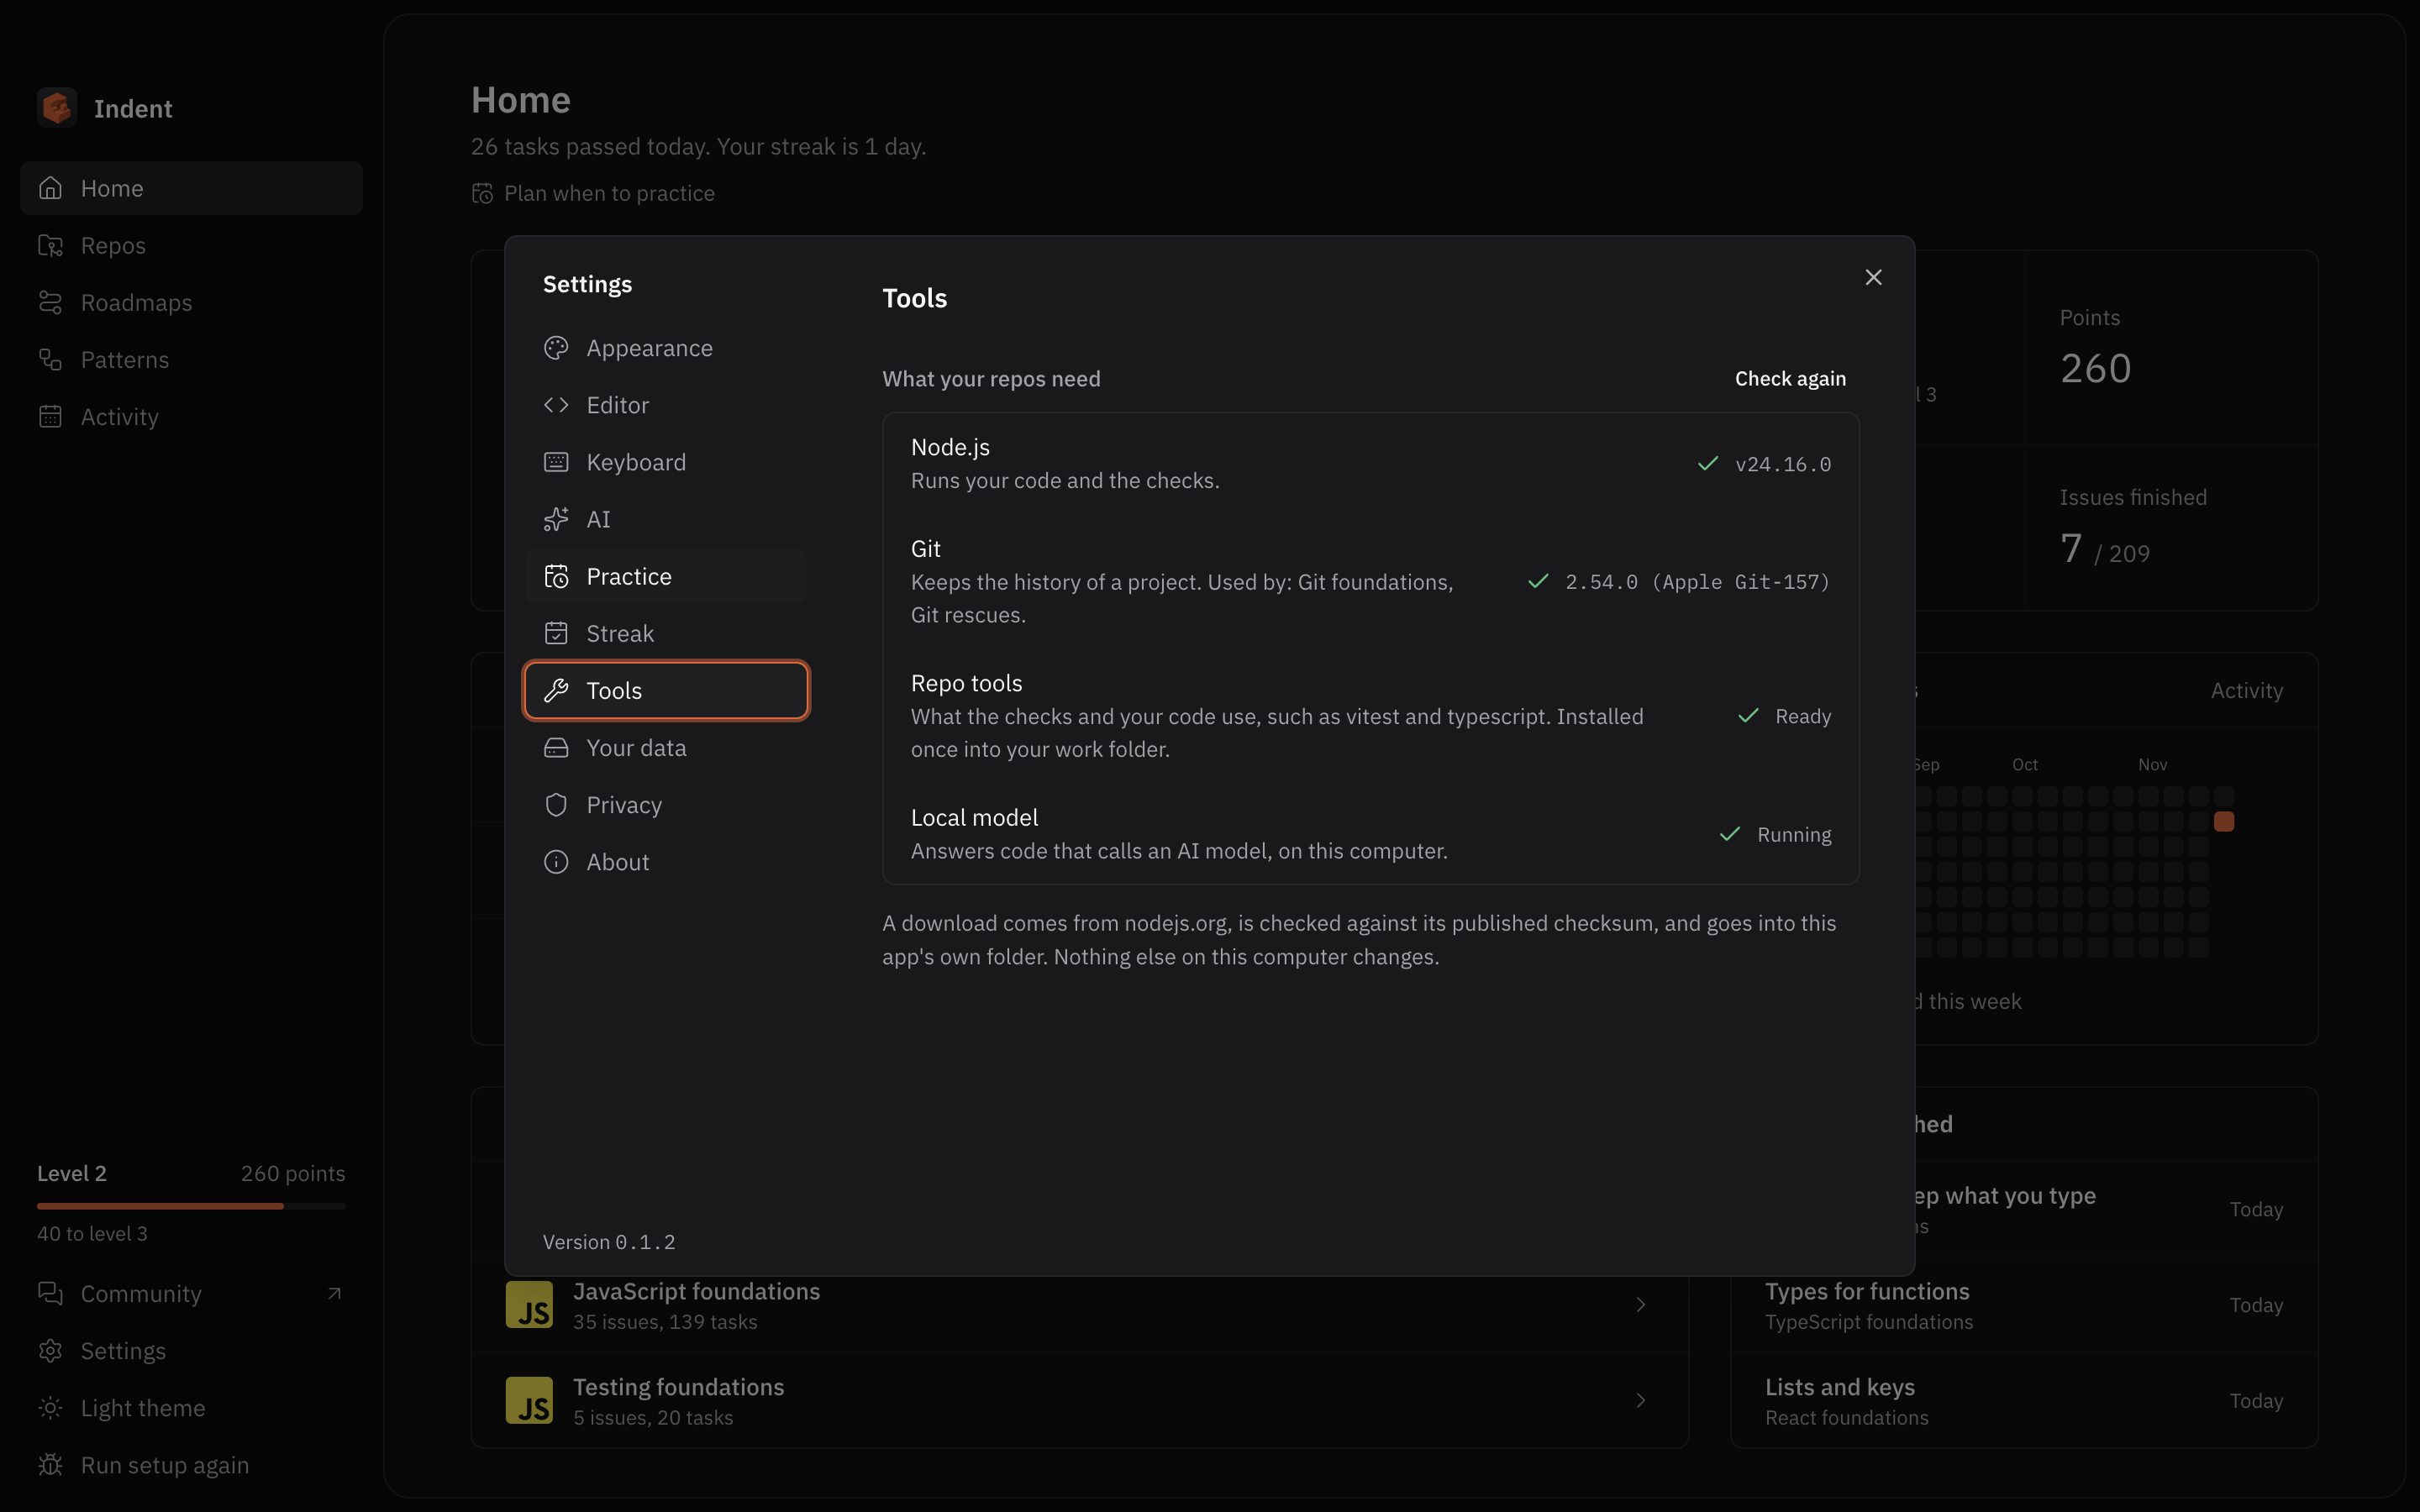 Indent
Home
Repos
Roadmaps
Patterns
Activity
Level 2
260 points
40 to level 3
Community
Settings
Light theme
Run setup again
Home
26 tasks passed today. Your streak is 1 day.
Plan when to practice
Settings
Appearance
Editor
Keyboard
AI
Practice
Streak
Tools
Your data
Privacy
About
Version 0.1.2
Tools
What your repos need
Check again
Node.js
Runs your code and the checks.
v24.16.0
Git
Keeps the history of a project. Used by: Git foundations,
Git rescues.
2.54.0 (Apple Git-157)
Repo tools
What the checks and your code use, such as vitest and typescript. Installed
once into your work folder.
Ready
Local model
Answers code that calls an AI model, on this computer.
Running
A download comes from nodejs.org, is checked against its published checksum, and goes into this
app's own folder. Nothing else on this computer changes.
3
Points
260
Issues finished
7 / 209
Activity
Sep
Oct
Nov
this week
JS
JavaScript foundations
35 issues, 139 tasks
JS
Testing foundations
5 issues, 20 tasks
what you type
Today
Types for functions
TypeScript foundations
Today
Lists and keys
React foundations
Today